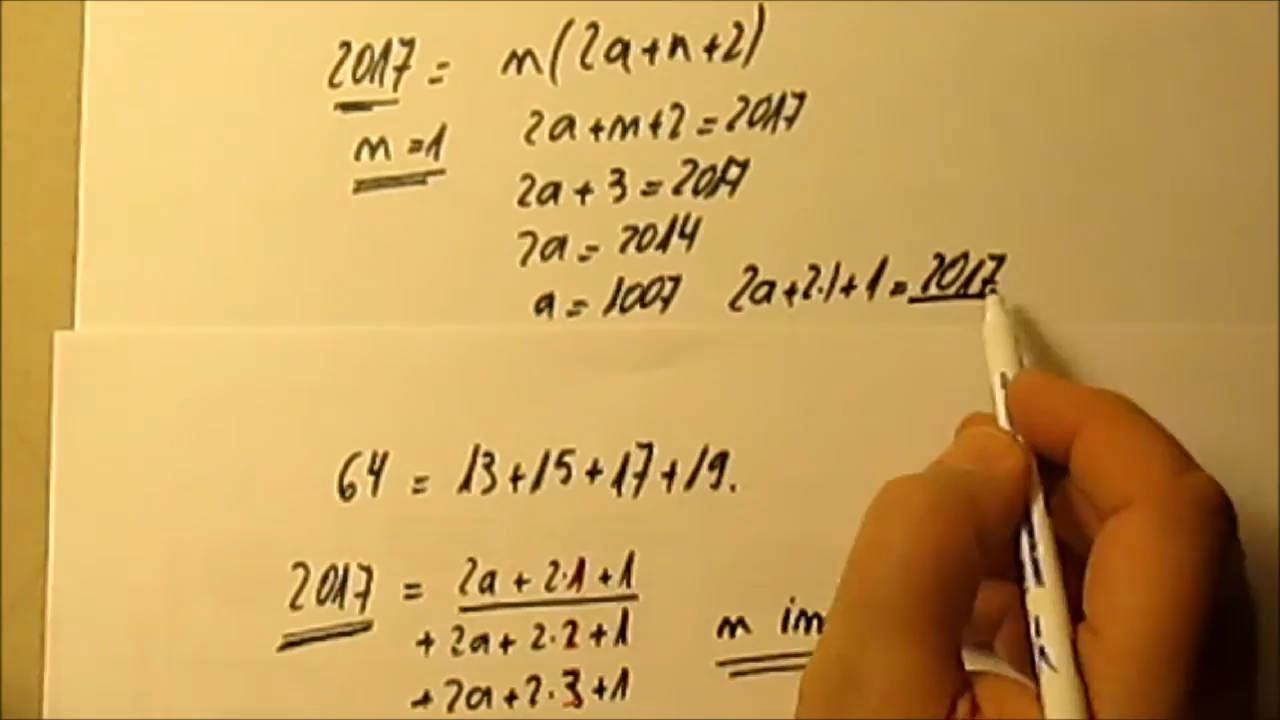 2017 = n(2a+n+2)
n=1 2a+n+2=2017
2a+3=2017
2a=2014
a=1007 2a+2·1+1=2017
64 = 13+15+17+19.
2017 = 2a+2·1+1
+2a+2·2+1 n
+2a+2·3+1